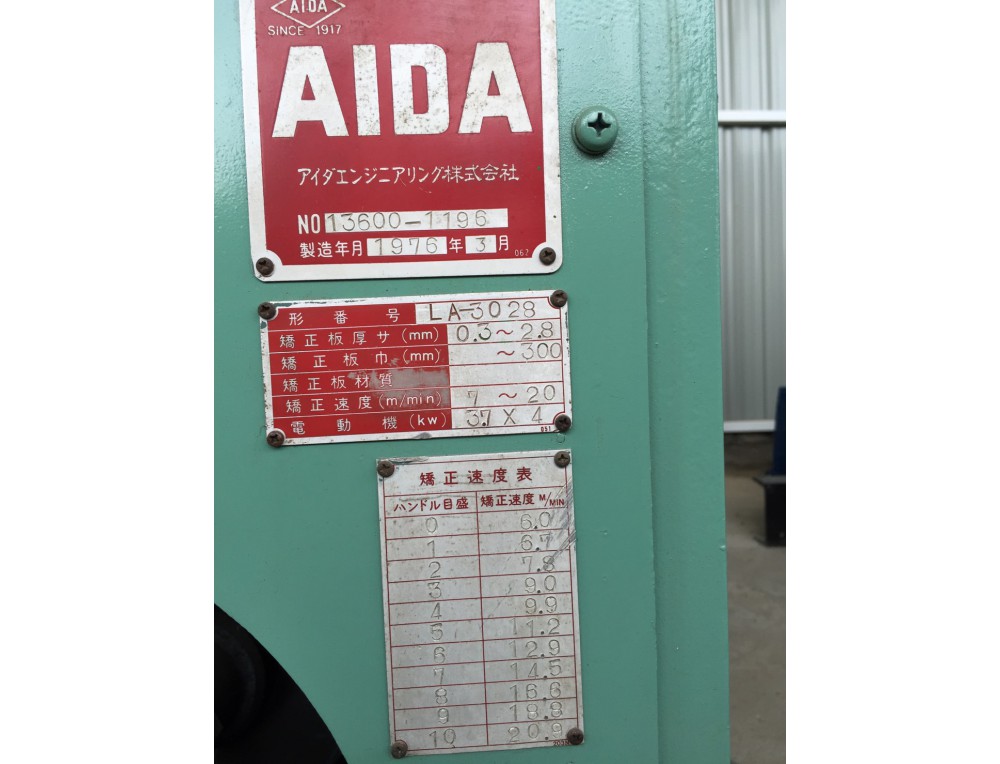 AIDA
SINCE 1917
AIDA
アイダエンジニアリング株式会社
NO 13600-1196
製造年月 1976 年 3 月 067
形番号 LA-3028
矯正板厚サ (mm) 0.3～2.8
矯正板巾 (mm) ～300
矯正板材質
矯正速度 (m/min) 7～20
電動機 (kw) 3.7X4
051
矯正速度表
ハンドル目盛 矯正速度 M/MIN
0 6.0
1 6.7
2 7.8
3 9.0
4 9.9
5 11.2
6 12.9
7 14.5
8 16.6
9 18.8
10 20.9